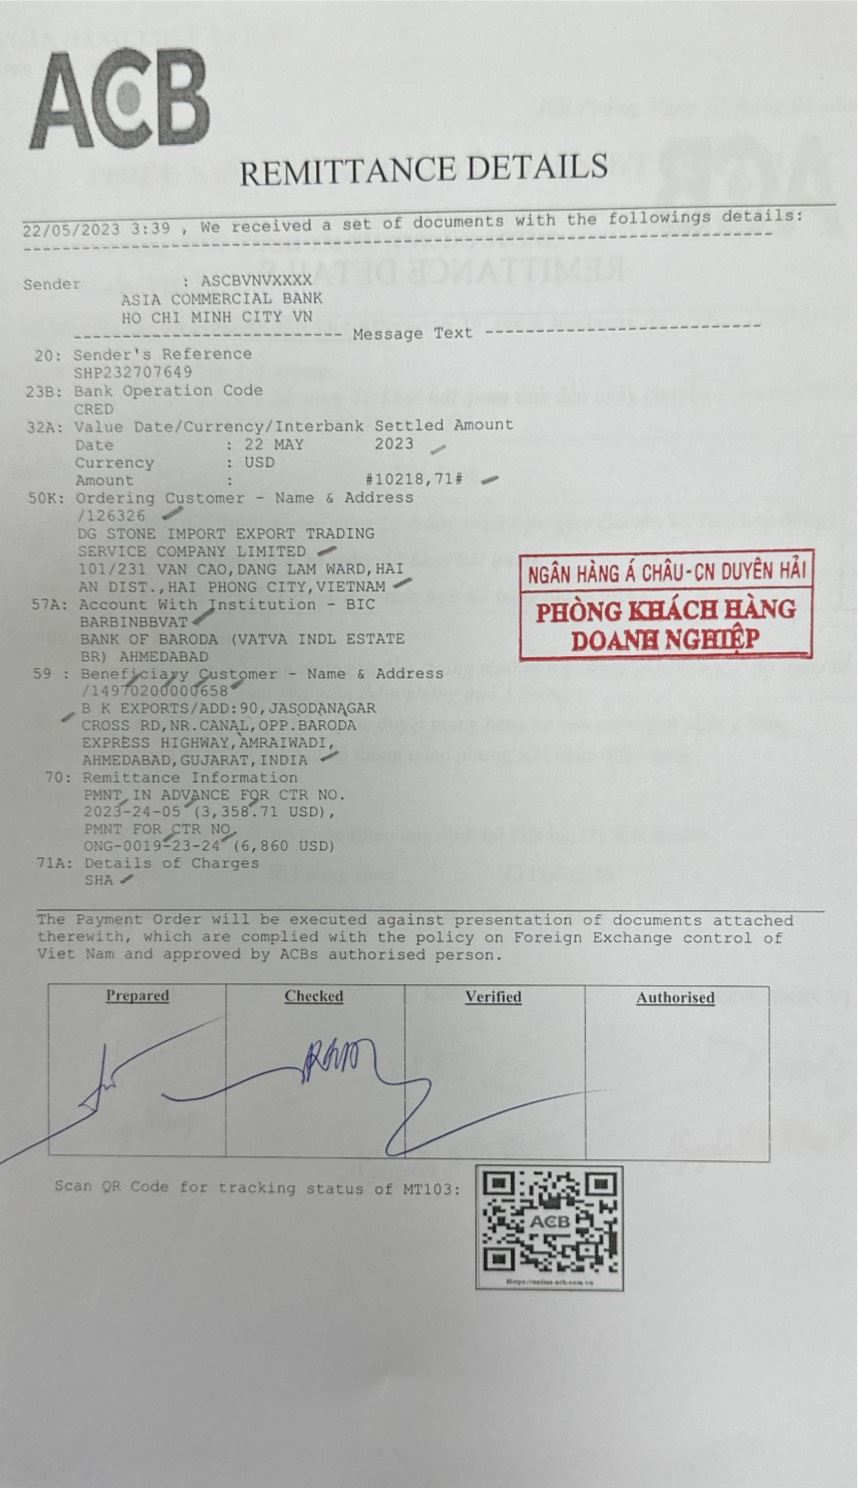 ACB
REMITTANCE DETAILS
22/05/2023 3:39 , We received a set of documents with the followings details:
Sender : ASCBVNVXXXX
ASIA COMMERCIAL BANK
HO CHI MINH CITY VN
Message Text
20: Sender's Reference
SHP232707649
23B: Bank Operation Code
CRED
32A: Value Date/Currency/Interbank Settled Amount
Date : 22 MAY 2023
Currency : USD
Amount : #10218,71#
50K: Ordering Customer - Name & Address
/126326
DG STONE IMPORT EXPORT TRADING
SERVICE COMPANY LIMITED
101/231 VAN CAO,DANG LAM WARD,HAI
AN DIST.,HAI PHONG CITY,VIETNAM
NGÂN HÀNG Á CHÂU-CN DUYÊN HẢI
PHÒNG KHÁCH HÀNG
DOANH NGHIỆP
57A: Account With Institution - BIC
BARBINBBVAT
BANK OF BARODA (VATVA INDL ESTATE
BR) AHMEDABAD
59 : Beneficiary Customer - Name & Address
/14970200000658
B K EXPORTS/ADD:90,JASODANAGAR
CROSS RD,NR.CANAL,OPP.BARODA
EXPRESS HIGHWAY,AMRAIWADI,
AHMEDABAD,GUJARAT,INDIA
70: Remittance Information
PMNT IN ADVANCE FOR CTR NO.
2023-24-05 (3,358.71 USD),
PMNT FOR CTR NO.
ONG-0019-23-24 (6,860 USD)
71A: Details of Charges
SHA
The Payment Order will be executed against presentation of documents attached
therewith, which are complied with the policy on Foreign Exchange control of
Viet Nam and approved by ACBs authorised person.
Prepared Checked Verified Authorised
Scan QR Code for tracking status of MT103:
ACB